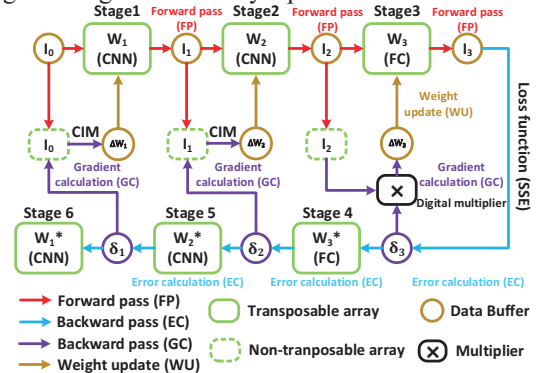 Stage1 Forward pass (FP) Stage2 Forward pass (FP) Stage3 Forward pass (FP)
I₀ W₁ (CNN) I₁ W₂ (CNN) I₂ W₃ (FC) I₃
Weight update (WU)
Loss function (SSE)
I₀ CIM ΔW₁ I₁ CIM ΔW₂ I₂ ΔW₃
Gradient calculation (GC) Gradient calculation (GC) Gradient calculation (GC)
× Digital multiplier
Stage 6 Stage 5 Stage 4
W₁* (CNN) δ₁ W₂* (CNN) δ₂ W₃* (FC) δ₃
Error calculation (EC) Error calculation (EC) Error calculation (EC)
Forward pass (FP) Transposable array Data Buffer
Backward pass (EC)
Backward pass (GC) Non-tranposable array × Multiplier
Weight update (WU)